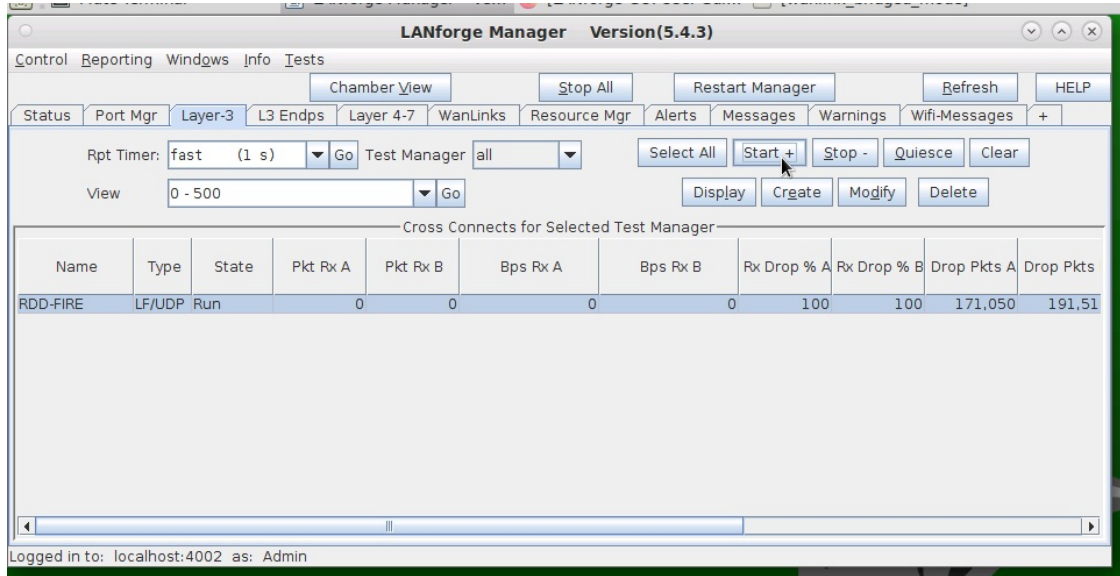 LANforge Manager Version(5.4.3)
Control Reporting Windows Info Tests
Chamber View Stop All Restart Manager Refresh HELP
Status Port Mgr Layer-3 L3 Endps Layer 4-7 WanLinks Resource Mgr Alerts Messages Warnings Wifi-Messages +
Rpt Timer: fast (1 s) Go Test Manager all Select All Start + Stop - Quiesce Clear
View 0 - 500 Go Display Create Modify Delete
Cross Connects for Selected Test Manager
Name Type State Pkt Rx A Pkt Rx B Bps Rx A Bps Rx B Rx Drop % A Rx Drop % B Drop Pkts A Drop Pkts
RDD-FIRE LF/UDP Run 0 0 0 0 100 100 171,050 191,51
Logged in to: localhost:4002 as: Admin